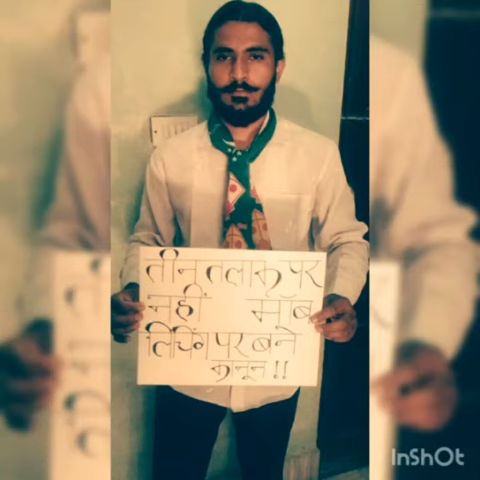 तीन तलाक़ पर
नहीं मॉब
लिंचिंग पर बने
कानून !!
InShOt